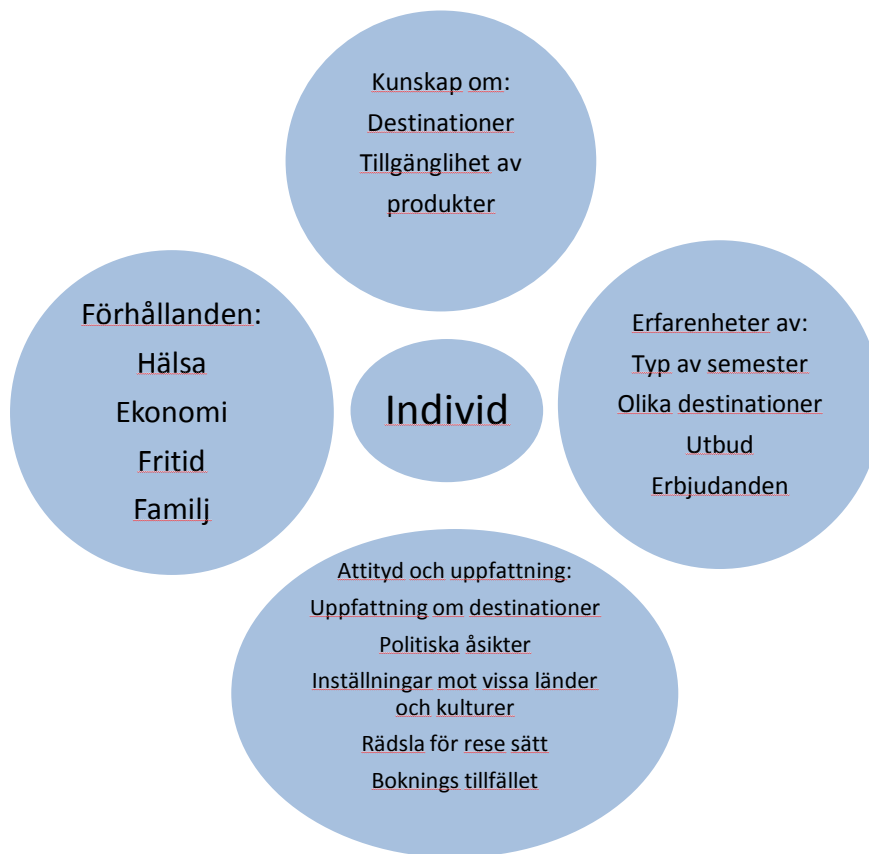 Kunskap om:
Destinationer
Tillgänglihet av
produkter
Förhållanden:
Hälsa
Ekonomi
Fritid
Familj
Individ
Erfarenheter av:
Typ av semester
Olika destinationer
Utbud
Erbjudanden
Attityd och uppfattning:
Uppfattning om destinationer
Politiska åsikter
Inställningar mot vissa länder
och kulturer
Rädsla för rese sätt
Boknings tillfället